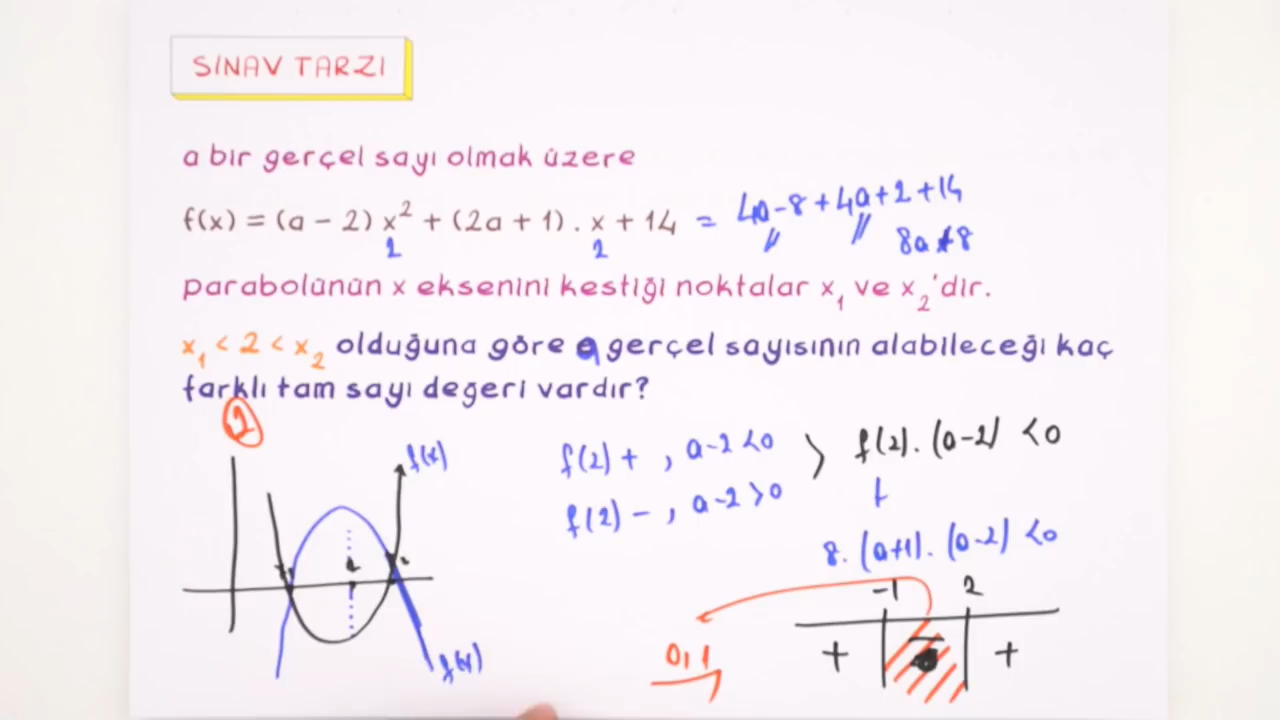 SINAV TARZI
a bir gerçel sayı olmak üzere
f(x) = (a − 2) x² + (2a + 1) . x + 14 = 4a − 8 + 4a + 2 + 14
2 2 8a + 8
parabolünün x eksenini kestiği noktalar x₁ ve x₂'dir.
x₁ < 2 < x₂ olduğuna göre a gerçel sayısının alabileceği kaç
farklı tam sayı değeri vardır?
2
f(x)
f(2) + , a − 2 < 0
f(2) − , a − 2 > 0
f(2) . (a − 2) < 0
8 . (a + 1) . (a − 2) < 0
−1 2
+ − +
0, 1
f(x)